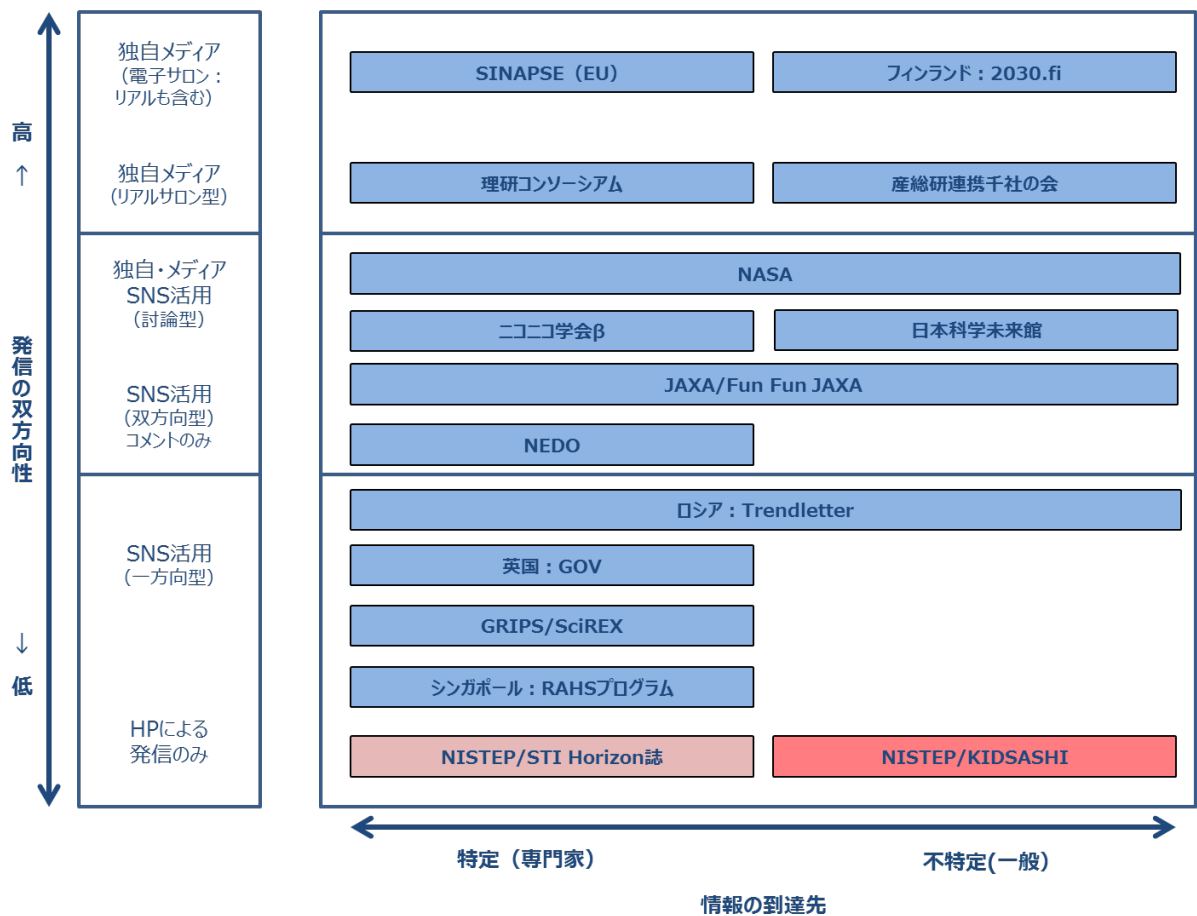 高
↑
発信の双方向性
↓
低
独自メディア
（電子サロン：
リアルも含む）
SINAPSE（EU）
フィンランド：2030.fi
独自メディア
（リアルサロン型）
理研コンソーシアム
産総研連携千社の会
独自・メディア
SNS活用
（討論型）
NASA
ニコニコ学会β
日本科学未来館
SNS活用
（双方向型）
コメントのみ
JAXA/Fun Fun JAXA
NEDO
ロシア：Trendletter
SNS活用
（一方向型）
英国：GOV
GRIPS/SciREX
シンガポール：RAHSプログラム
HPによる
発信のみ
NISTEP/STI Horizon誌
NISTEP/KIDSASHI
特定（専門家）
不特定(一般）
情報の到達先